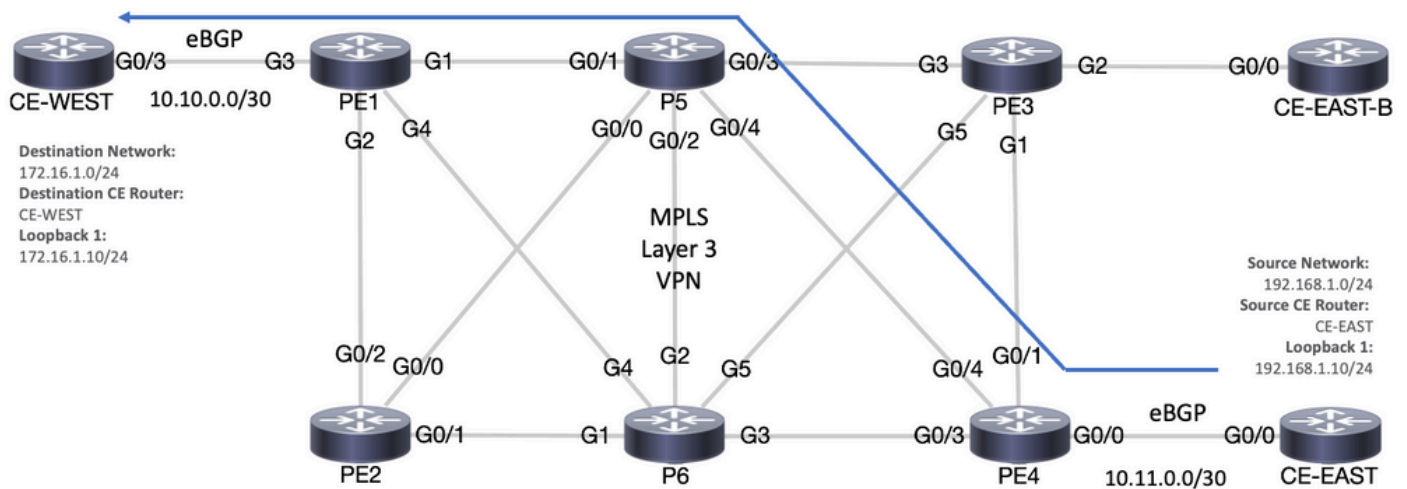 eBGP
G0/3
G3
G1
G0/1
G0/3
G3
G2
G0/0
CE-WEST
10.10.0.0/30
PE1
P5
PE3
CE-EAST-B
G2
G4
G0/0
G0/2
G0/4
G5
G1
Destination Network:
172.16.1.0/24
Destination CE Router:
CE-WEST
Loopback 1:
172.16.1.10/24
MPLS
Layer 3
VPN
Source Network:
192.168.1.0/24
Source CE Router:
CE-EAST
Loopback 1:
192.168.1.10/24
G0/2
G0/0
G4
G2
G5
G0/4
G0/1
eBGP
G0/1
G1
G3
G0/3
G0/0
G0/0
PE2
P6
PE4
10.11.0.0/30
CE-EAST